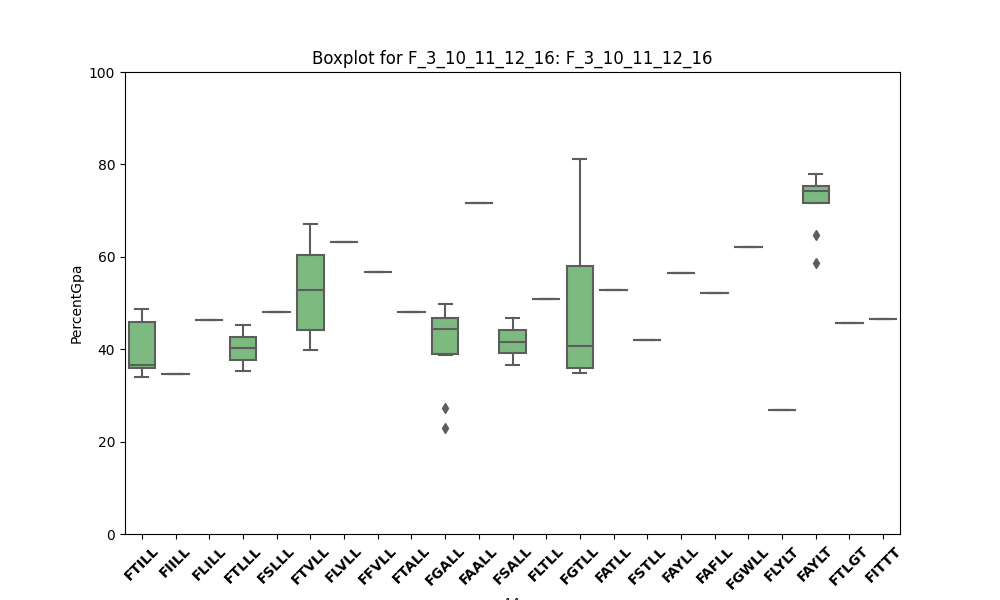 Boxplot for F_3_10_11_12_16: F_3_10_11_12_16
100
80
60
40
20
0
PercentGpa
FTILL FIILL FLILL FTLLL FSLLL FTVLL FLVLL FFVLL FTALL FGALL FAALL FSALL FLTLL FGTLL FATLL FSTLL FAYLL FAFLL FGWLL FLYLT FAYLT FTLGT FITTT